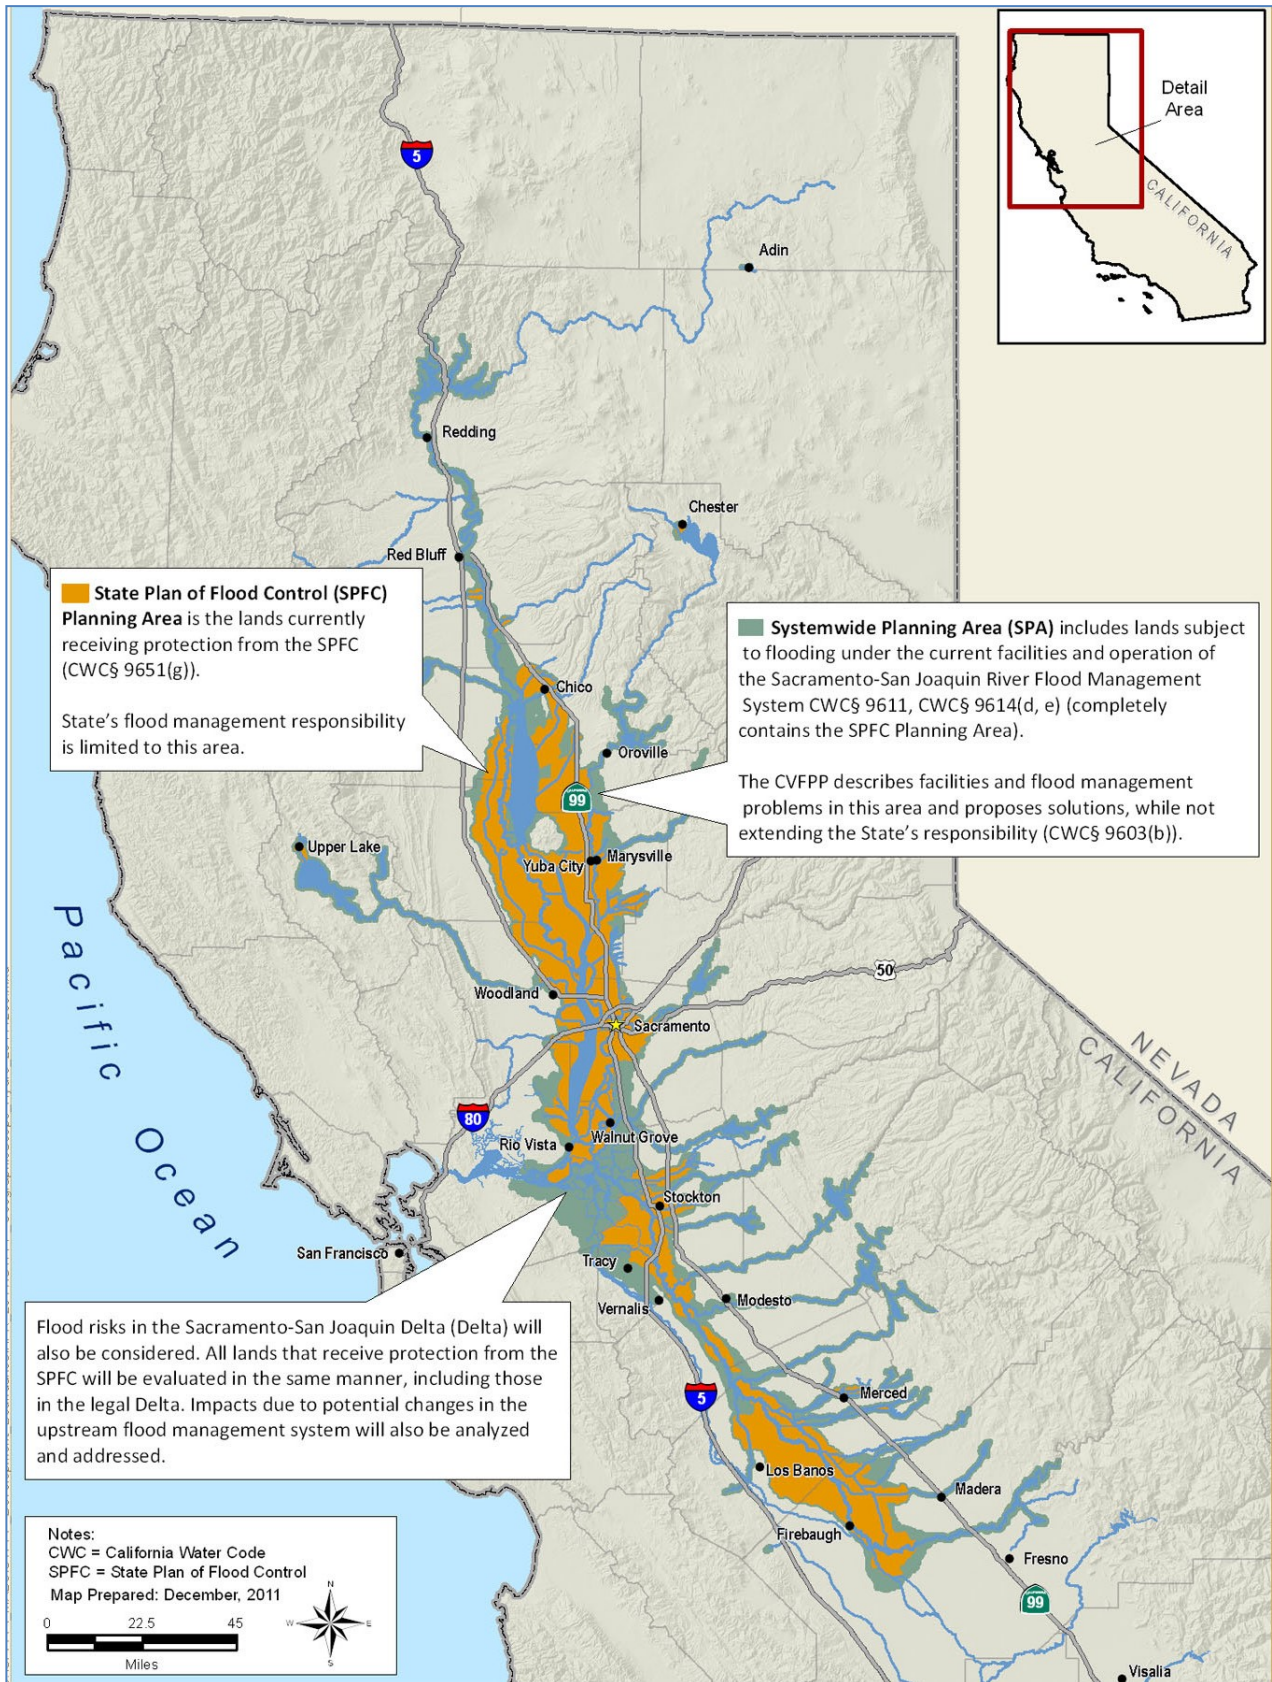 Detail
Area
CALIFORNIA
5
Adin
Redding
Chester
Red Bluff
State Plan of Flood Control (SPFC)
Planning Area is the lands currently
receiving protection from the SPFC
(CWC§ 9651(g)).
State’s flood management responsibility
is limited to this area.
Systemwide Planning Area (SPA) includes lands subject
to flooding under the current facilities and operation of
the Sacramento-San Joaquin River Flood Management
System CWC§ 9611, CWC§ 9614(d, e) (completely
contains the SPFC Planning Area).
The CVFPP describes facilities and flood management
problems in this area and proposes solutions, while not
extending the State’s responsibility (CWC§ 9603(b)).
Chico
Oroville
CALIFORNIA
99
Upper Lake
Marysville
Yuba City
Pacific Ocean
50
Woodland
Sacramento
NEVADA
CALIFORNIA
80
Walnut Grove
Rio Vista
Stockton
San Francisco
Tracy
Vernalis
Modesto
Flood risks in the Sacramento-San Joaquin Delta (Delta) will
also be considered. All lands that receive protection from the
SPFC will be evaluated in the same manner, including those
in the legal Delta. Impacts due to potential changes in the
upstream flood management system will also be analyzed
and addressed.
5
Merced
Los Banos
Madera
Firebaugh
Fresno
99
Visalia
Notes:
CWC = California Water Code
SPFC = State Plan of Flood Control
Map Prepared: December, 2011
0 22.5 45
Miles
N
W E
S